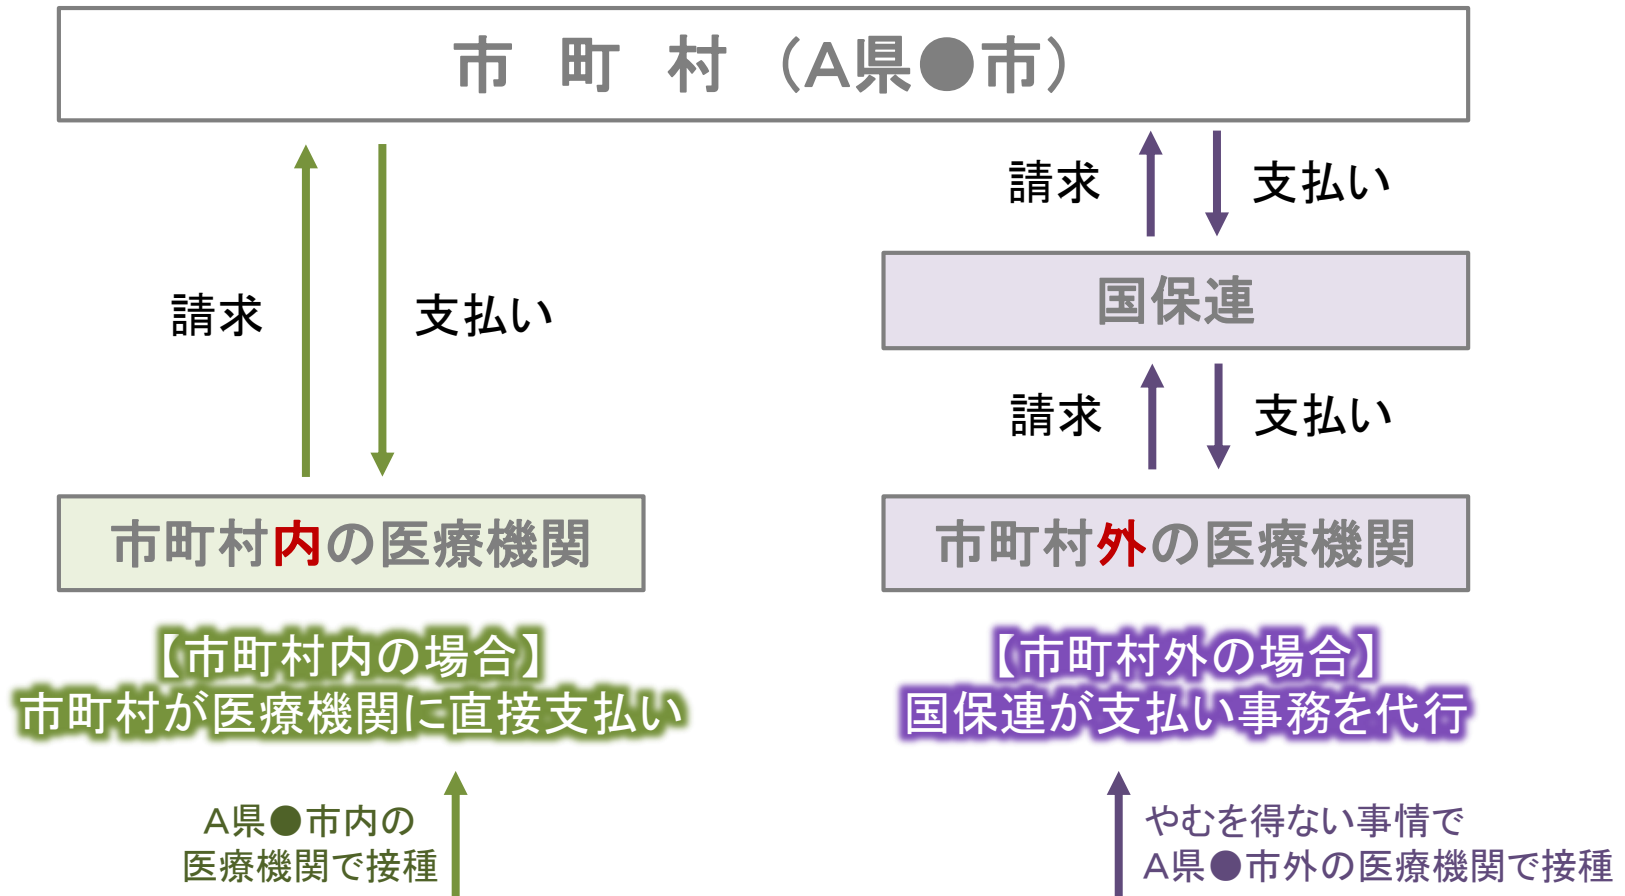 市 町 村 （A県●市）
請求
支払い
国保連
請求
支払い
請求
支払い
市町村内の医療機関
市町村外の医療機関
【市町村内の場合】
市町村が医療機関に直接支払い
【市町村外の場合】
国保連が支払い事務を代行
A県●市内の
医療機関で接種
やむを得ない事情で
A県●市外の医療機関で接種